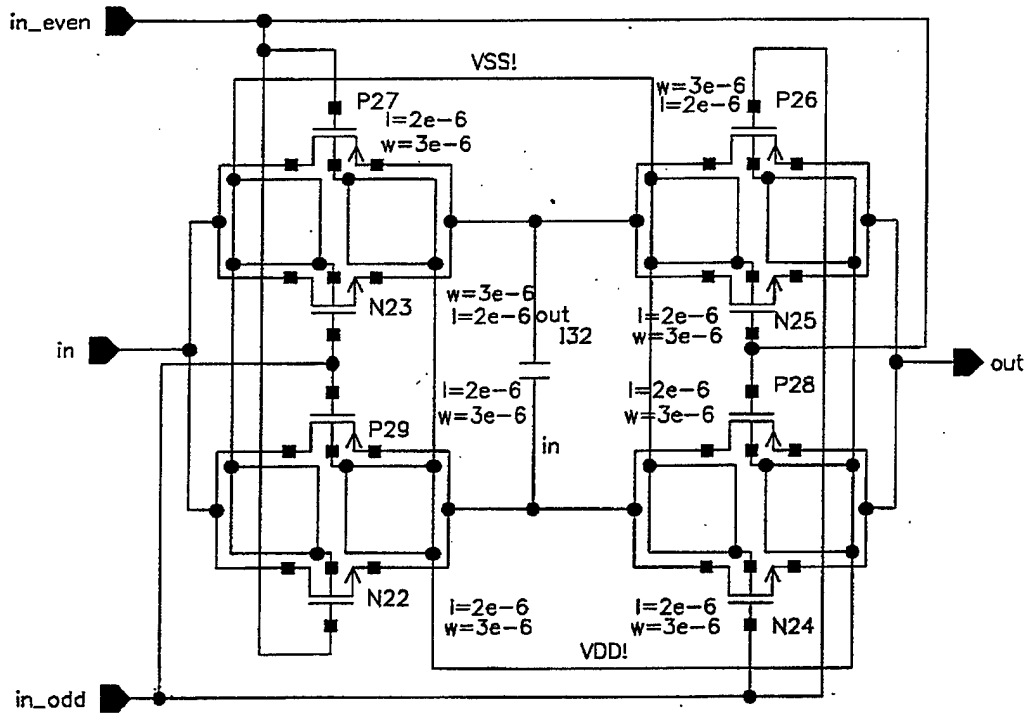 in_even
VSS!
P27
l=2e-6
w=3e-6
w=3e-6
l=2e-6
P26
N23
w=3e-6
l=2e-6
out
I32
l=2e-6
w=3e-6
N25
in
out
l=2e-6
w=3e-6
P29
in
l=2e-6
w=3e-6
P28
N22
l=2e-6
w=3e-6
l=2e-6
w=3e-6
N24
VDD!
in_odd